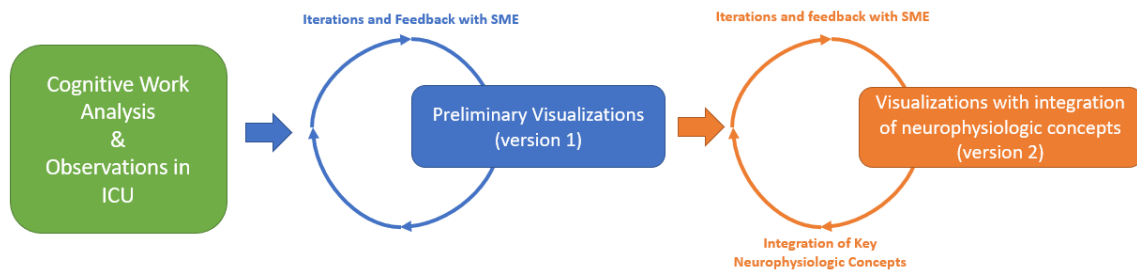 Iterations and Feedback with SME
Iterations and feedback with SME
Cognitive Work
Analysis
&
Observations in
ICU
Preliminary Visualizations
(version 1)
Visualizations with integration
of neurophysiologic concepts
(version 2)
Integration of Key
Neurophysiologic Concepts